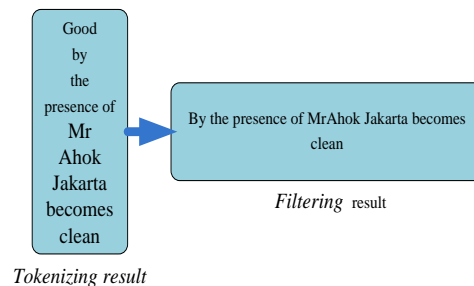 Good
by
the
presence of
Mr
Ahok
Jakarta
becomes
clean
Tokenizing result
By the presence of MrAhok Jakarta becomes
clean
Filtering result